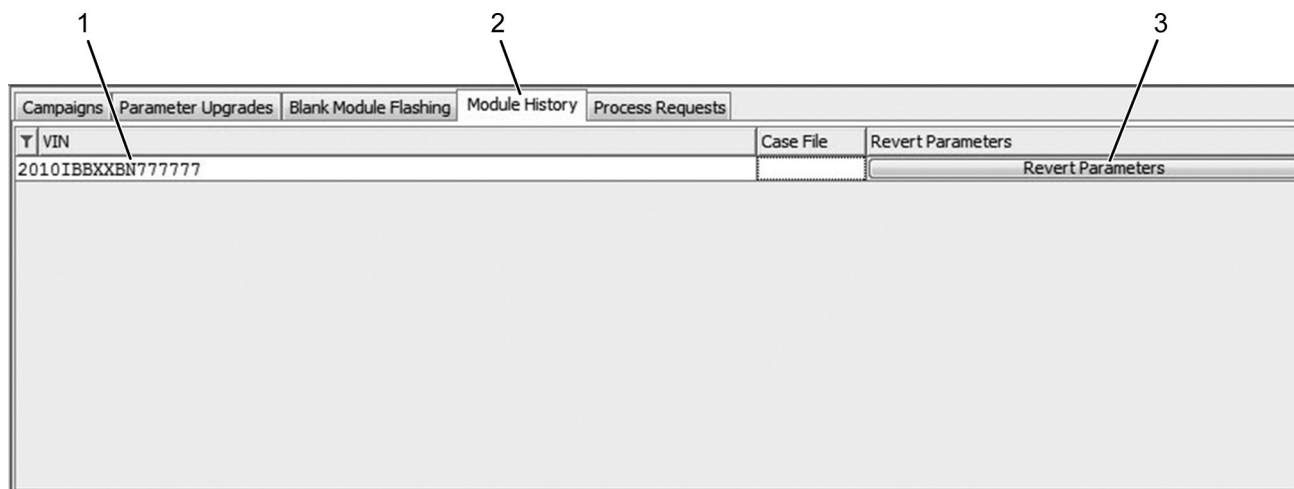 1 2 3
Campaigns Parameter Upgrades Blank Module Flashing Module History Process Requests
VIN Case File Revert Parameters
2010IBBXXBN777777 Revert Parameters